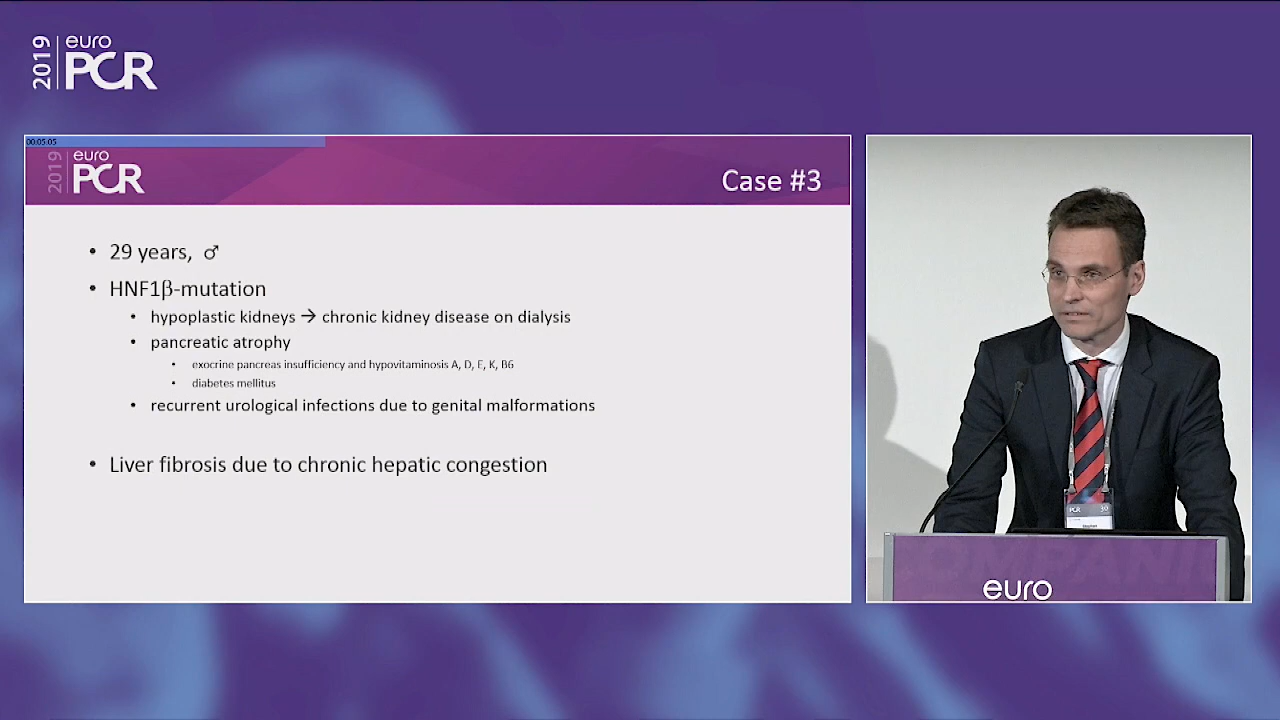 2019 euro PCR
00:05:05
2019 euro PCR
Case #3
• 29 years, ♂
• HNF1β-mutation
• hypoplastic kidneys → chronic kidney disease on dialysis
• pancreatic atrophy
• exocrine pancreas insufficiency and hypovitaminosis A, D, E, K, B6
• diabetes mellitus
• recurrent urological infections due to genital malformations
• Liver fibrosis due to chronic hepatic congestion
PCR
COMPANI
euro